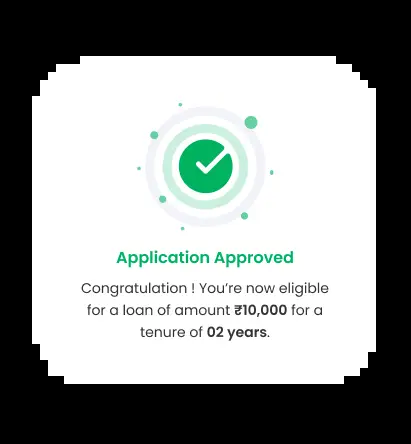 Application Approved
Congratulation ! You’re now eligible
for a loan of amount ₹10,000 for a
tenure of 02 years.